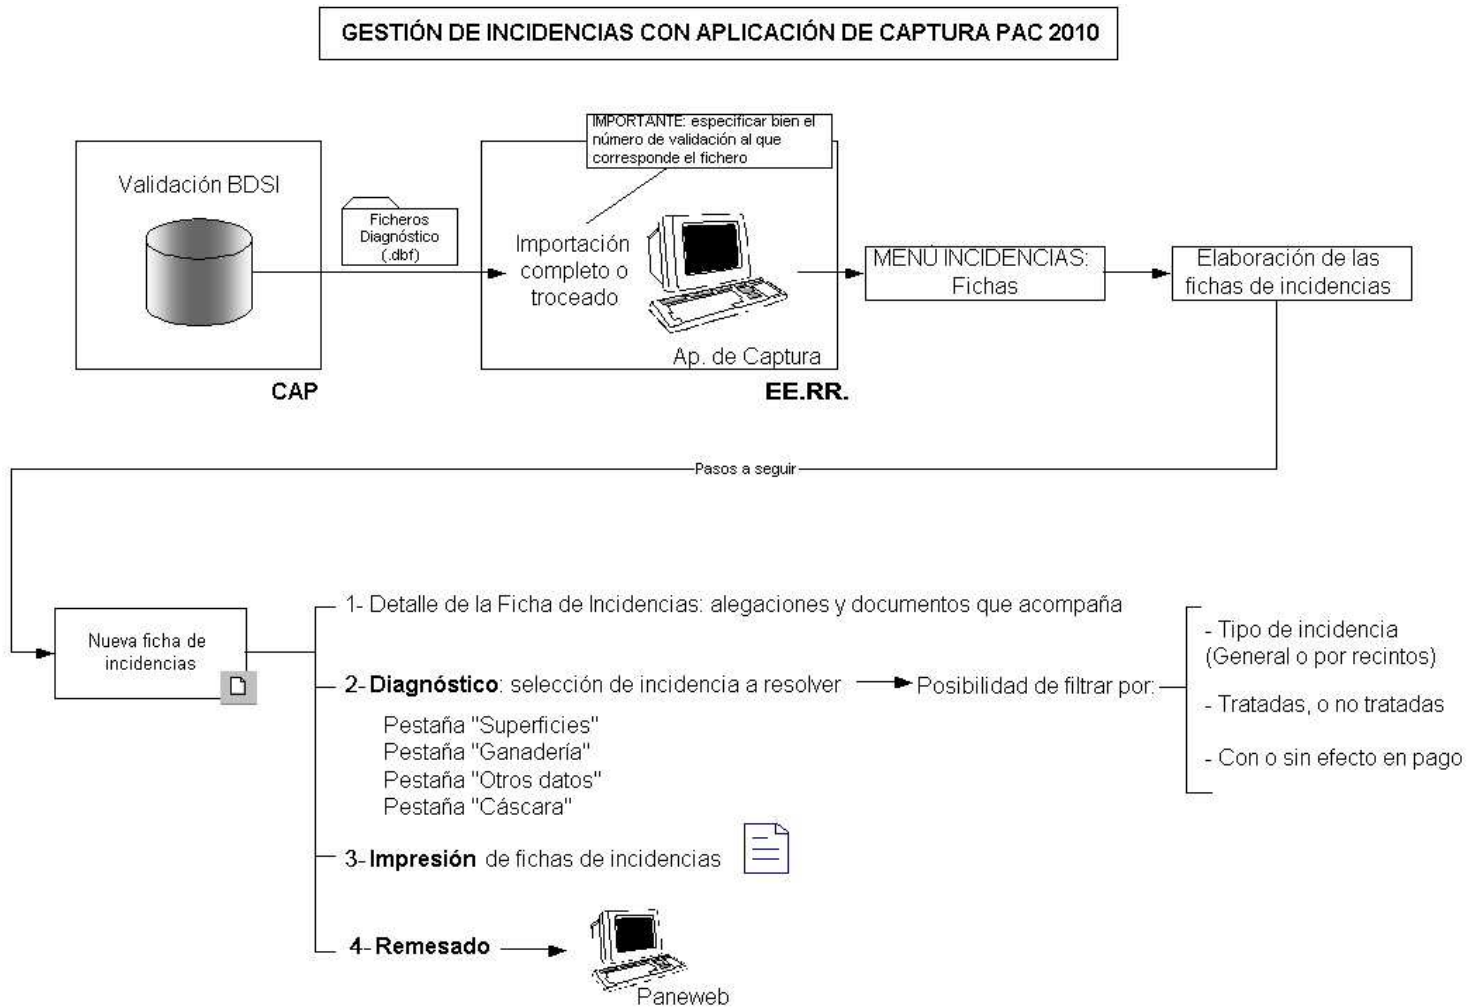 GESTIÓN DE INCIDENCIAS CON APLICACIÓN DE CAPTURA PAC 2010
IMPORTANTE: especificar bien el
número de validación al que
corresponde el fichero
Validación BDSI
Ficheros
Diagnóstico
(.dbf)
Importación
completo o
troceado
Ap. de Captura
MENÚ INCIDENCIAS:
Fichas
Elaboración de las
fichas de incidencias
CAP
EE.RR.
Pasos a seguir
Nueva ficha de
incidencias
1- Detalle de la Ficha de Incidencias: alegaciones y documentos que acompaña
2- Diagnóstico: selección de incidencia a resolver
Posibilidad de filtrar por:
- Tipo de incidencia
(General o por recintos)
- Tratadas, o no tratadas
- Con o sin efecto en pago
Pestaña "Superficies"
Pestaña "Ganadería"
Pestaña "Otros datos"
Pestaña "Cáscara"
3- Impresión de fichas de incidencias
4- Remesado
Paneweb